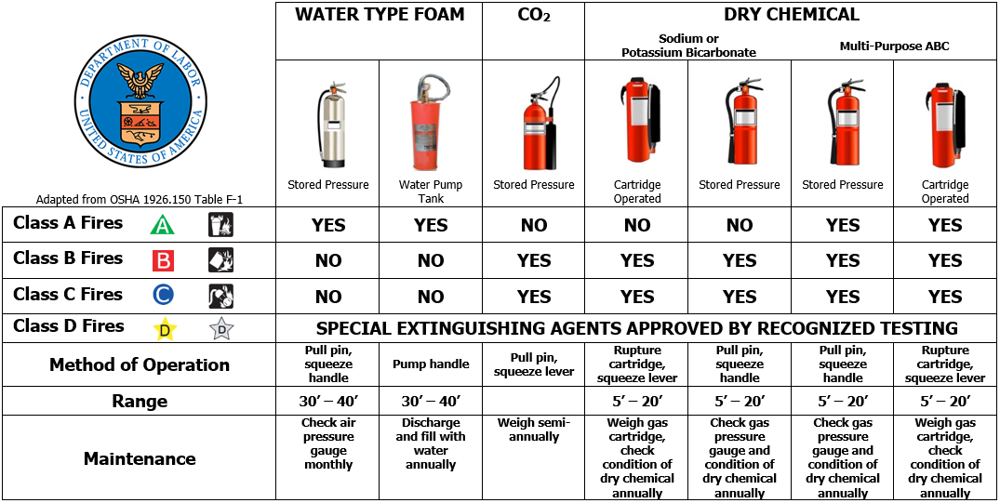 WATER TYPE FOAM
CO₂
DRY CHEMICAL
Sodium or
Potassium Bicarbonate
Multi-Purpose ABC
DEPARTMENT OF LABOR
UNITED STATES OF AMERICA
Adapted from OSHA 1926.150 Table F-1
Stored Pressure
Water Pump
Tank
Stored Pressure
Cartridge
Operated
Stored Pressure
Stored Pressure
Cartridge
Operated
Class A Fires A YES YES NO NO NO YES YES
Class B Fires B NO NO YES YES YES YES YES
Class C Fires C NO NO YES YES YES YES YES
Class D Fires D D SPECIAL EXTINGUISHING AGENTS APPROVED BY RECOGNIZED TESTING
Method of Operation
Pull pin,
squeeze
handle
Pump handle
Pull pin,
squeeze lever
Rupture
cartridge,
squeeze lever
Pull pin,
squeeze
handle
Pull pin,
squeeze
handle
Rupture
cartridge,
squeeze lever
Range 30′ – 40′ 30′ – 40′ 5′ – 20′ 5′ – 20′ 5′ – 20′ 5′ – 20′
Maintenance
Check air
pressure
gauge
monthly
Discharge
and fill with
water
annually
Weigh semi-
annually
Weigh gas
cartridge,
check
condition of
dry chemical
annually
Check gas
pressure
gauge and
condition of
dry chemical
annually
Check gas
pressure
gauge and
condition of
dry chemical
annually
Weigh gas
cartridge,
check
condition of
dry chemical
annually